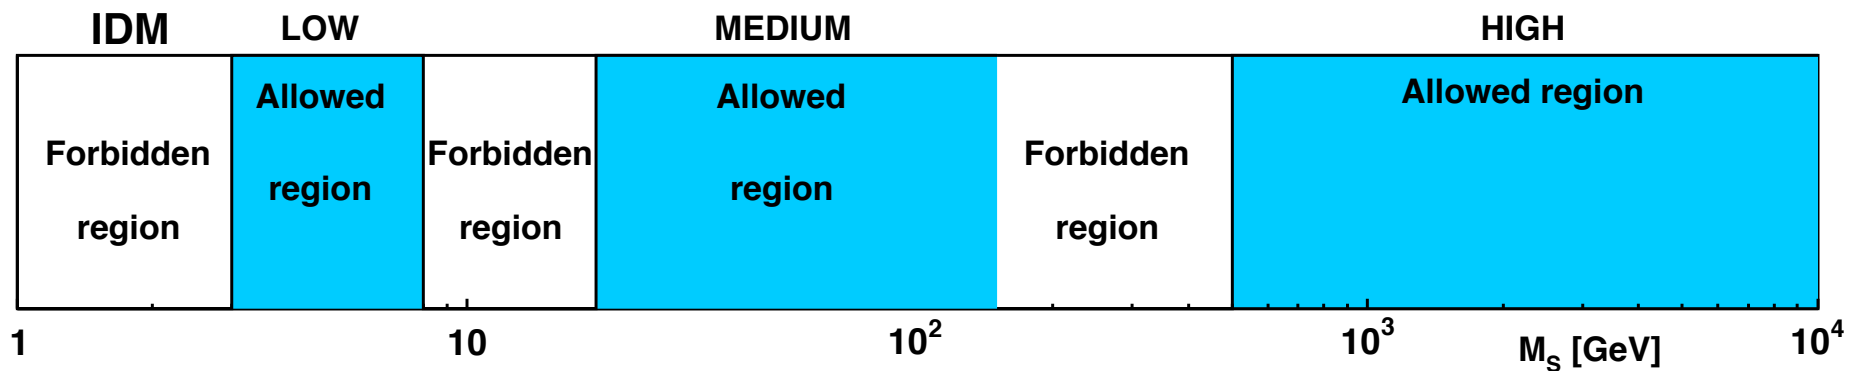 IDM LOW MEDIUM HIGH
Forbidden
region
Allowed
region
Forbidden
region
Allowed
region
Forbidden
region
Allowed region
1 10 10² 10³ 10⁴
M_S [GeV]